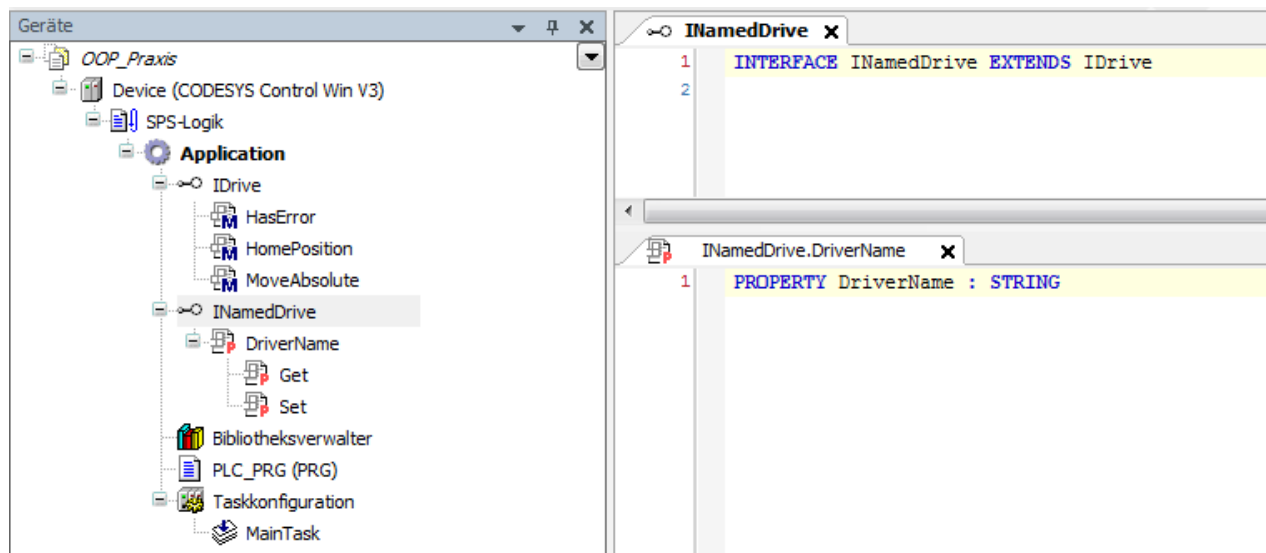 Geräte
OOP_Praxis
Device (CODESYS Control Win V3)
SPS-Logik
Application
IDrive
HasError
HomePosition
MoveAbsolute
INamedDrive
DriverName
Get
Set
Bibliotheksverwalter
PLC_PRG (PRG)
Taskkonfiguration
MainTask
INamedDrive
1 INTERFACE INamedDrive EXTENDS IDrive
2
INamedDrive.DriverName
1 PROPERTY DriverName : STRING